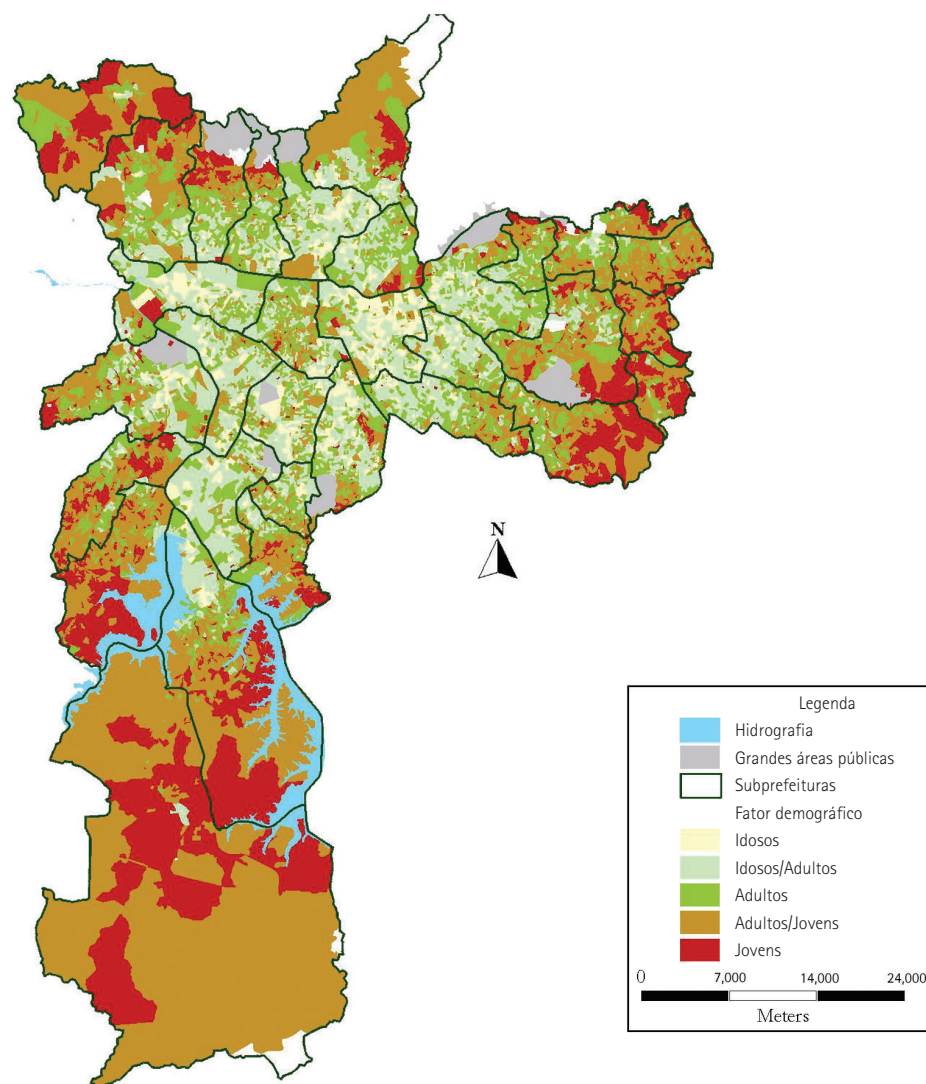 N
Legenda
Hidrografia
Grandes áreas públicas
Subprefeituras
Fator demográfico
Idosos
Idosos/Adultos
Adultos
Adultos/Jovens
Jovens
0 7,000 14,000 24,000
Meters